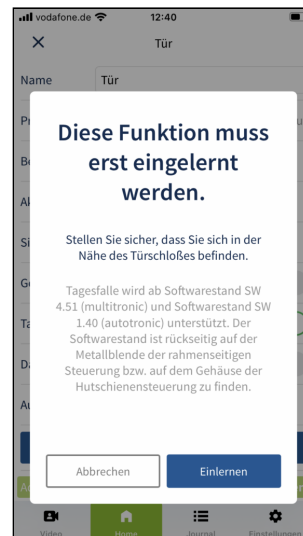 vodafone.de 12:40
Tür
Name Tür
Diese Funktion muss
erst eingelernt
werden.
Stellen Sie sicher, dass Sie sich in der
Nähe des Türschloßes befinden.
Tagesfalle wird ab Softwarestand SW
4.51 (multitronic) und Softwarestand SW
1.40 (autotronic) unterstützt. Der
Softwarestand ist rückseitig auf der
Metallblende der rahmenseitigen
Steuerung bzw. auf dem Gehäuse der
Hutschienensteuerung zu finden.
Abbrechen Einlernen
Video Home Journal Einstellungen